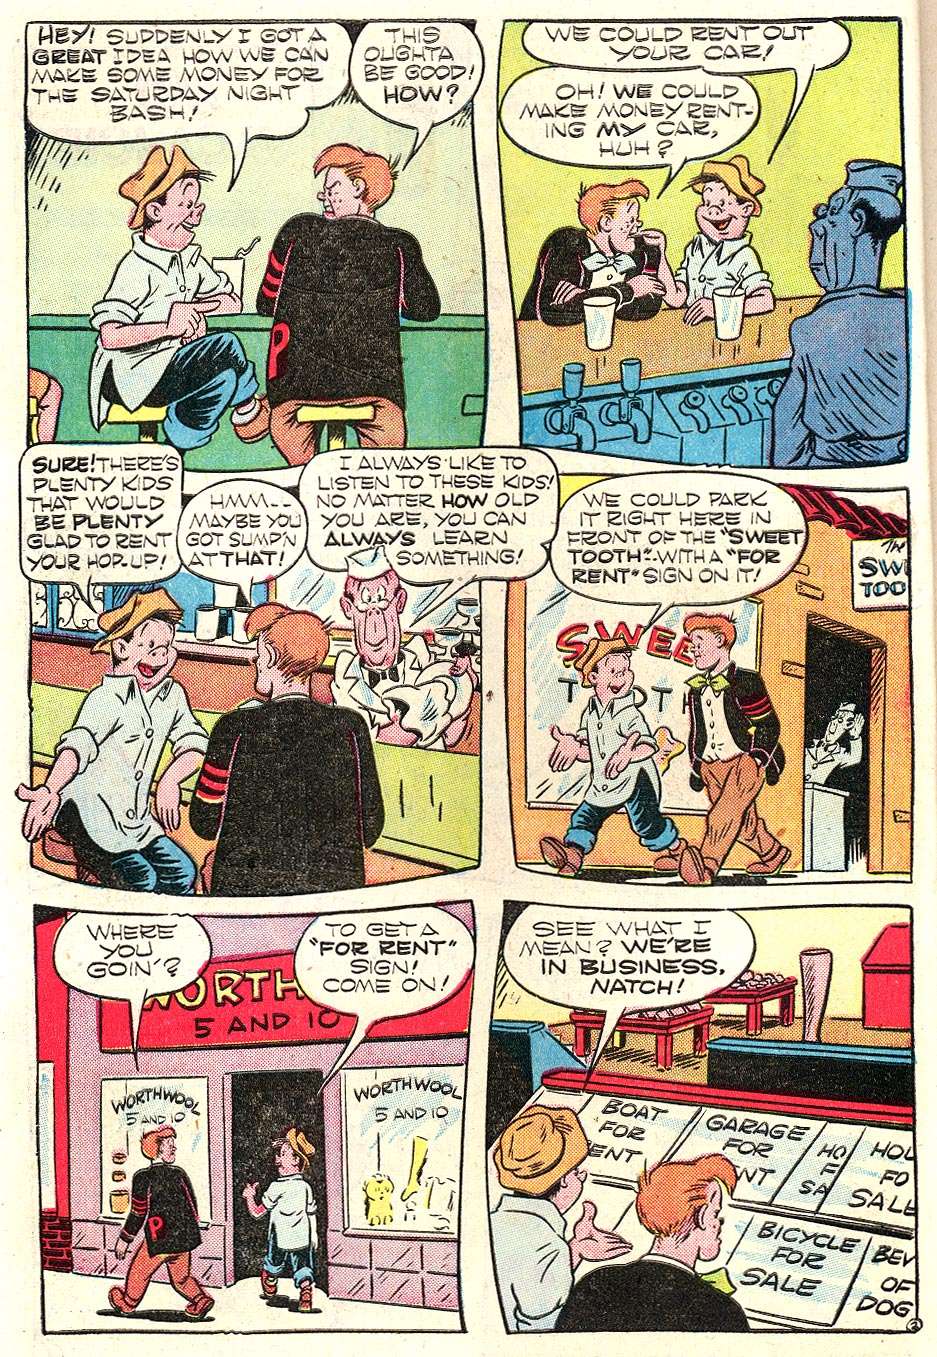 HEY! SUDDENLY I GOT A
GREAT IDEA HOW WE CAN
MAKE SOME MONEY FOR
THE SATURDAY NIGHT
BASH!
THIS
OUGHTA
BE GOOD!
HOW?
P
WE COULD RENT OUT
YOUR CAR!
OH! WE COULD
MAKE MONEY RENT-
ING MY CAR,
HUH?
SURE! THERE'S
PLENTY KIDS
THAT WOULD
BE PLENTY
GLAD TO RENT
YOUR HOP-UP!
HMM--
MAYBE YOU
GOT SUMP'N
AT THAT!
I ALWAYS LIKE TO
LISTEN TO THESE KIDS!
NO MATTER HOW OLD
YOU ARE, YOU CAN
ALWAYS LEARN
SOMETHING!
WE COULD PARK
IT RIGHT HERE IN
FRONT OF THE "SWEET
TOOTH"-WITH A "FOR
RENT" SIGN ON IT!
THE
SWE
TOO
SWEE
TOOTH
WHERE
YOU
GOIN'?
TO GET A
"FOR RENT"
SIGN!
COME ON!
WORTHW
5 AND 10
WORTHWOOL
5 AND 10
WORTHWOOL
5 AND 10
P
SEE WHAT I
MEAN? WE'RE
IN BUSINESS,
NATCH!
BOAT
FOR
ENT
GARAGE
FOR
NT
HO
F
SA
HOU
FO
SALE
BICYCLE
FOR
SALE
BEV
OF
DOG
2